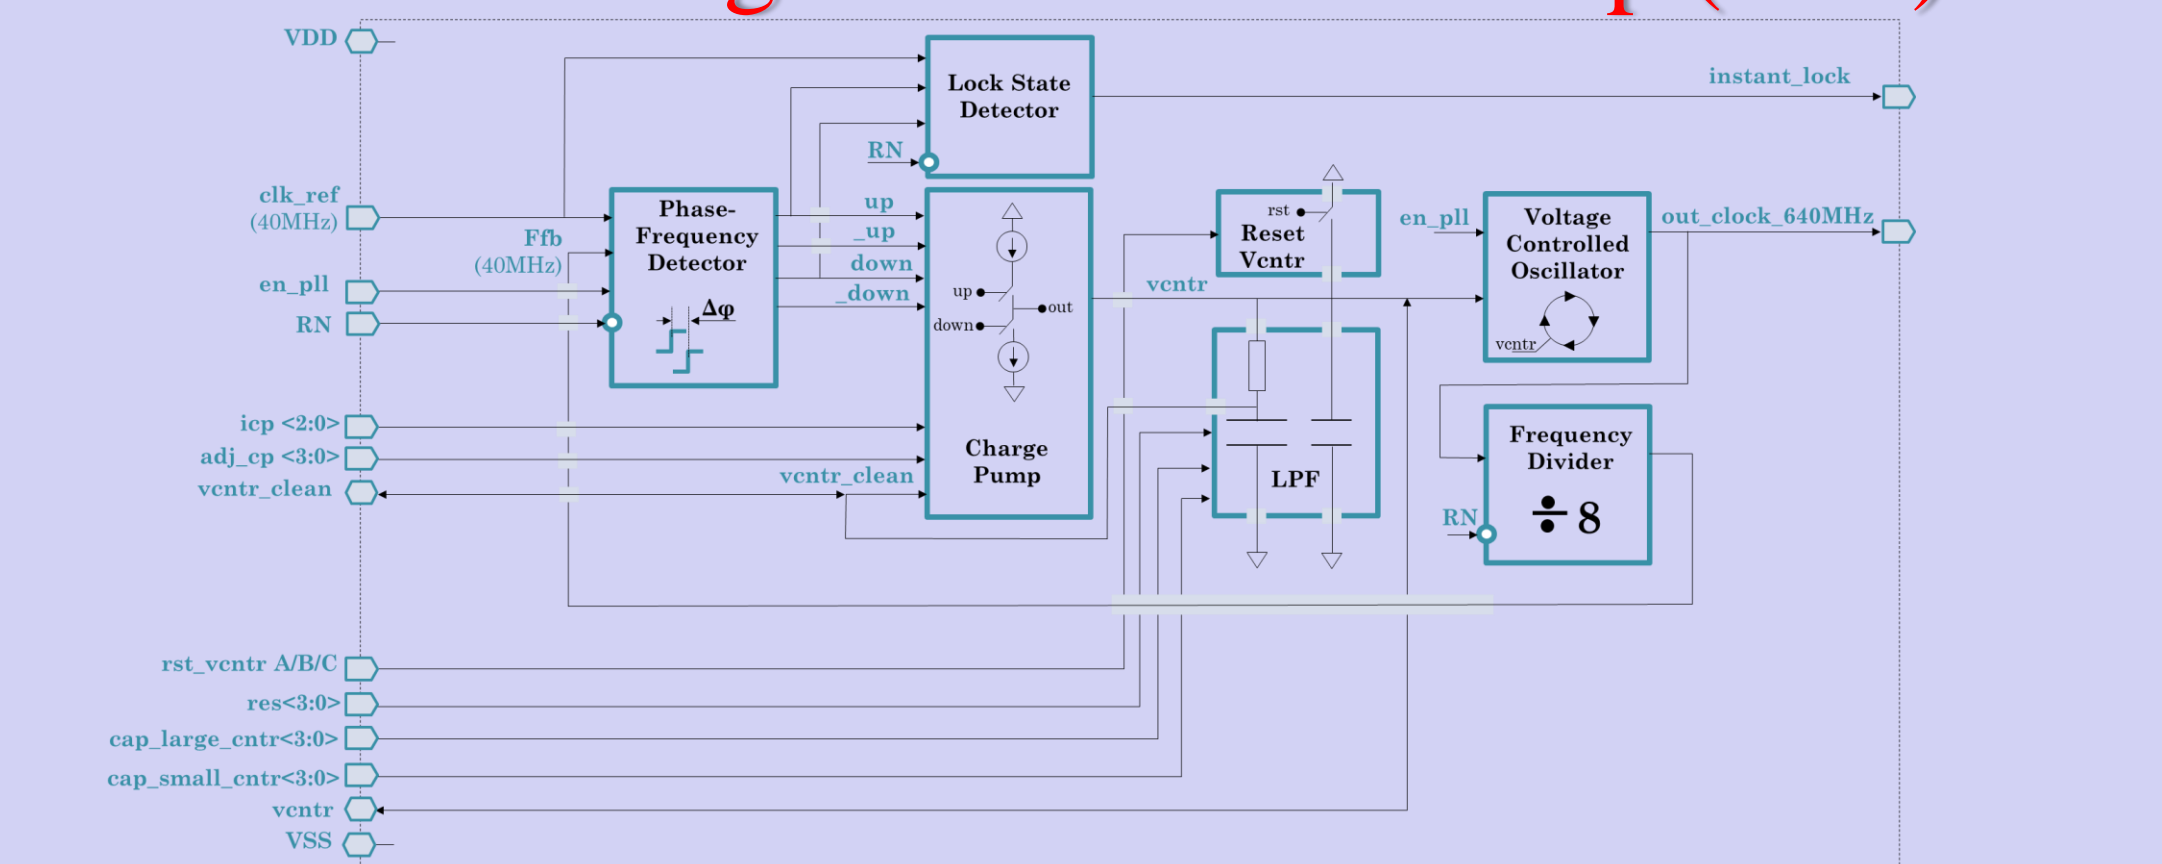 VDD
Lock State
Detector
instant_lock
RN
clk_ref
(40MHz)
Ffb
(40MHz)
en_pll
RN
Phase-
Frequency
Detector
Δφ
up
_up
down
_down
up
down
out
Charge
Pump
rst
Reset
Vcntr
vcntr
en_pll
Voltage
Controlled
Oscillator
vcntr
out_clock_640MHz
icp <2:0>
adj_cp <3:0>
vcntr_clean
vcntr_clean
LPF
Frequency
Divider
÷ 8
RN
rst_vcntr A/B/C
res<3:0>
cap_large_cntr<3:0>
cap_small_cntr<3:0>
vcntr
VSS